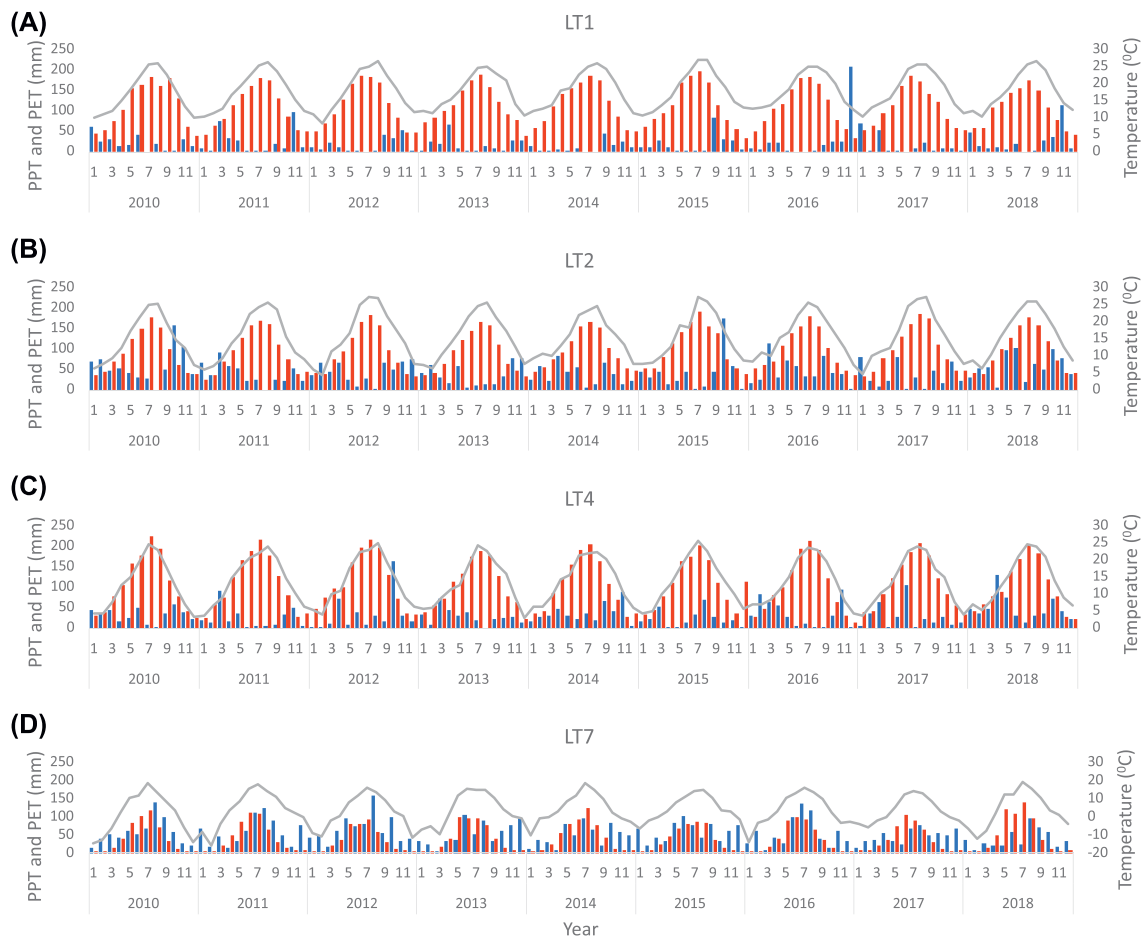 (A)
LT1
PPT and PET (mm)
250 30
200 25
150 20
100 15
50 10
0 5
0
Temperature (⁰C)
1 3 5 7 9 11 1 3 5 7 9 11 1 3 5 7 9 11 1 3 5 7 9 11 1 3 5 7 9 11 1 3 5 7 9 11 1 3 5 7 9 11 1 3 5 7 9 11 1 3 5 7 9 11
2010 2011 2012 2013 2014 2015 2016 2017 2018
(B)
LT2
PPT and PET (mm)
250 30
200 25
150 20
100 15
50 10
0 5
0
Temperature (⁰C)
1 3 5 7 9 11 1 3 5 7 9 11 1 3 5 7 9 11 1 3 5 7 9 11 1 3 5 7 9 11 1 3 5 7 9 11 1 3 5 7 9 11 1 3 5 7 9 11 1 3 5 7 9 11
2010 2011 2012 2013 2014 2015 2016 2017 2018
(C)
LT4
PPT and PET (mm)
250 30
200 25
150 20
100 15
50 10
0 5
0
Temperature (⁰C)
1 3 5 7 9 11 1 3 5 7 9 11 1 3 5 7 9 11 1 3 5 7 9 11 1 3 5 7 9 11 1 3 5 7 9 11 1 3 5 7 9 11 1 3 5 7 9 11 1 3 5 7 9 11
2010 2011 2012 2013 2014 2015 2016 2017 2018
(D)
LT7
PPT and PET (mm)
250 30
200 20
150 10
100 0
50 -10
0 -20
Temperature (⁰C)
1 3 5 7 9 11 1 3 5 7 9 11 1 3 5 7 9 11 1 3 5 7 9 11 1 3 5 7 9 11 1 3 5 7 9 11 1 3 5 7 9 11 1 3 5 7 9 11 1 3 5 7 9 11
2010 2011 2012 2013 2014 2015 2016 2017 2018
Year